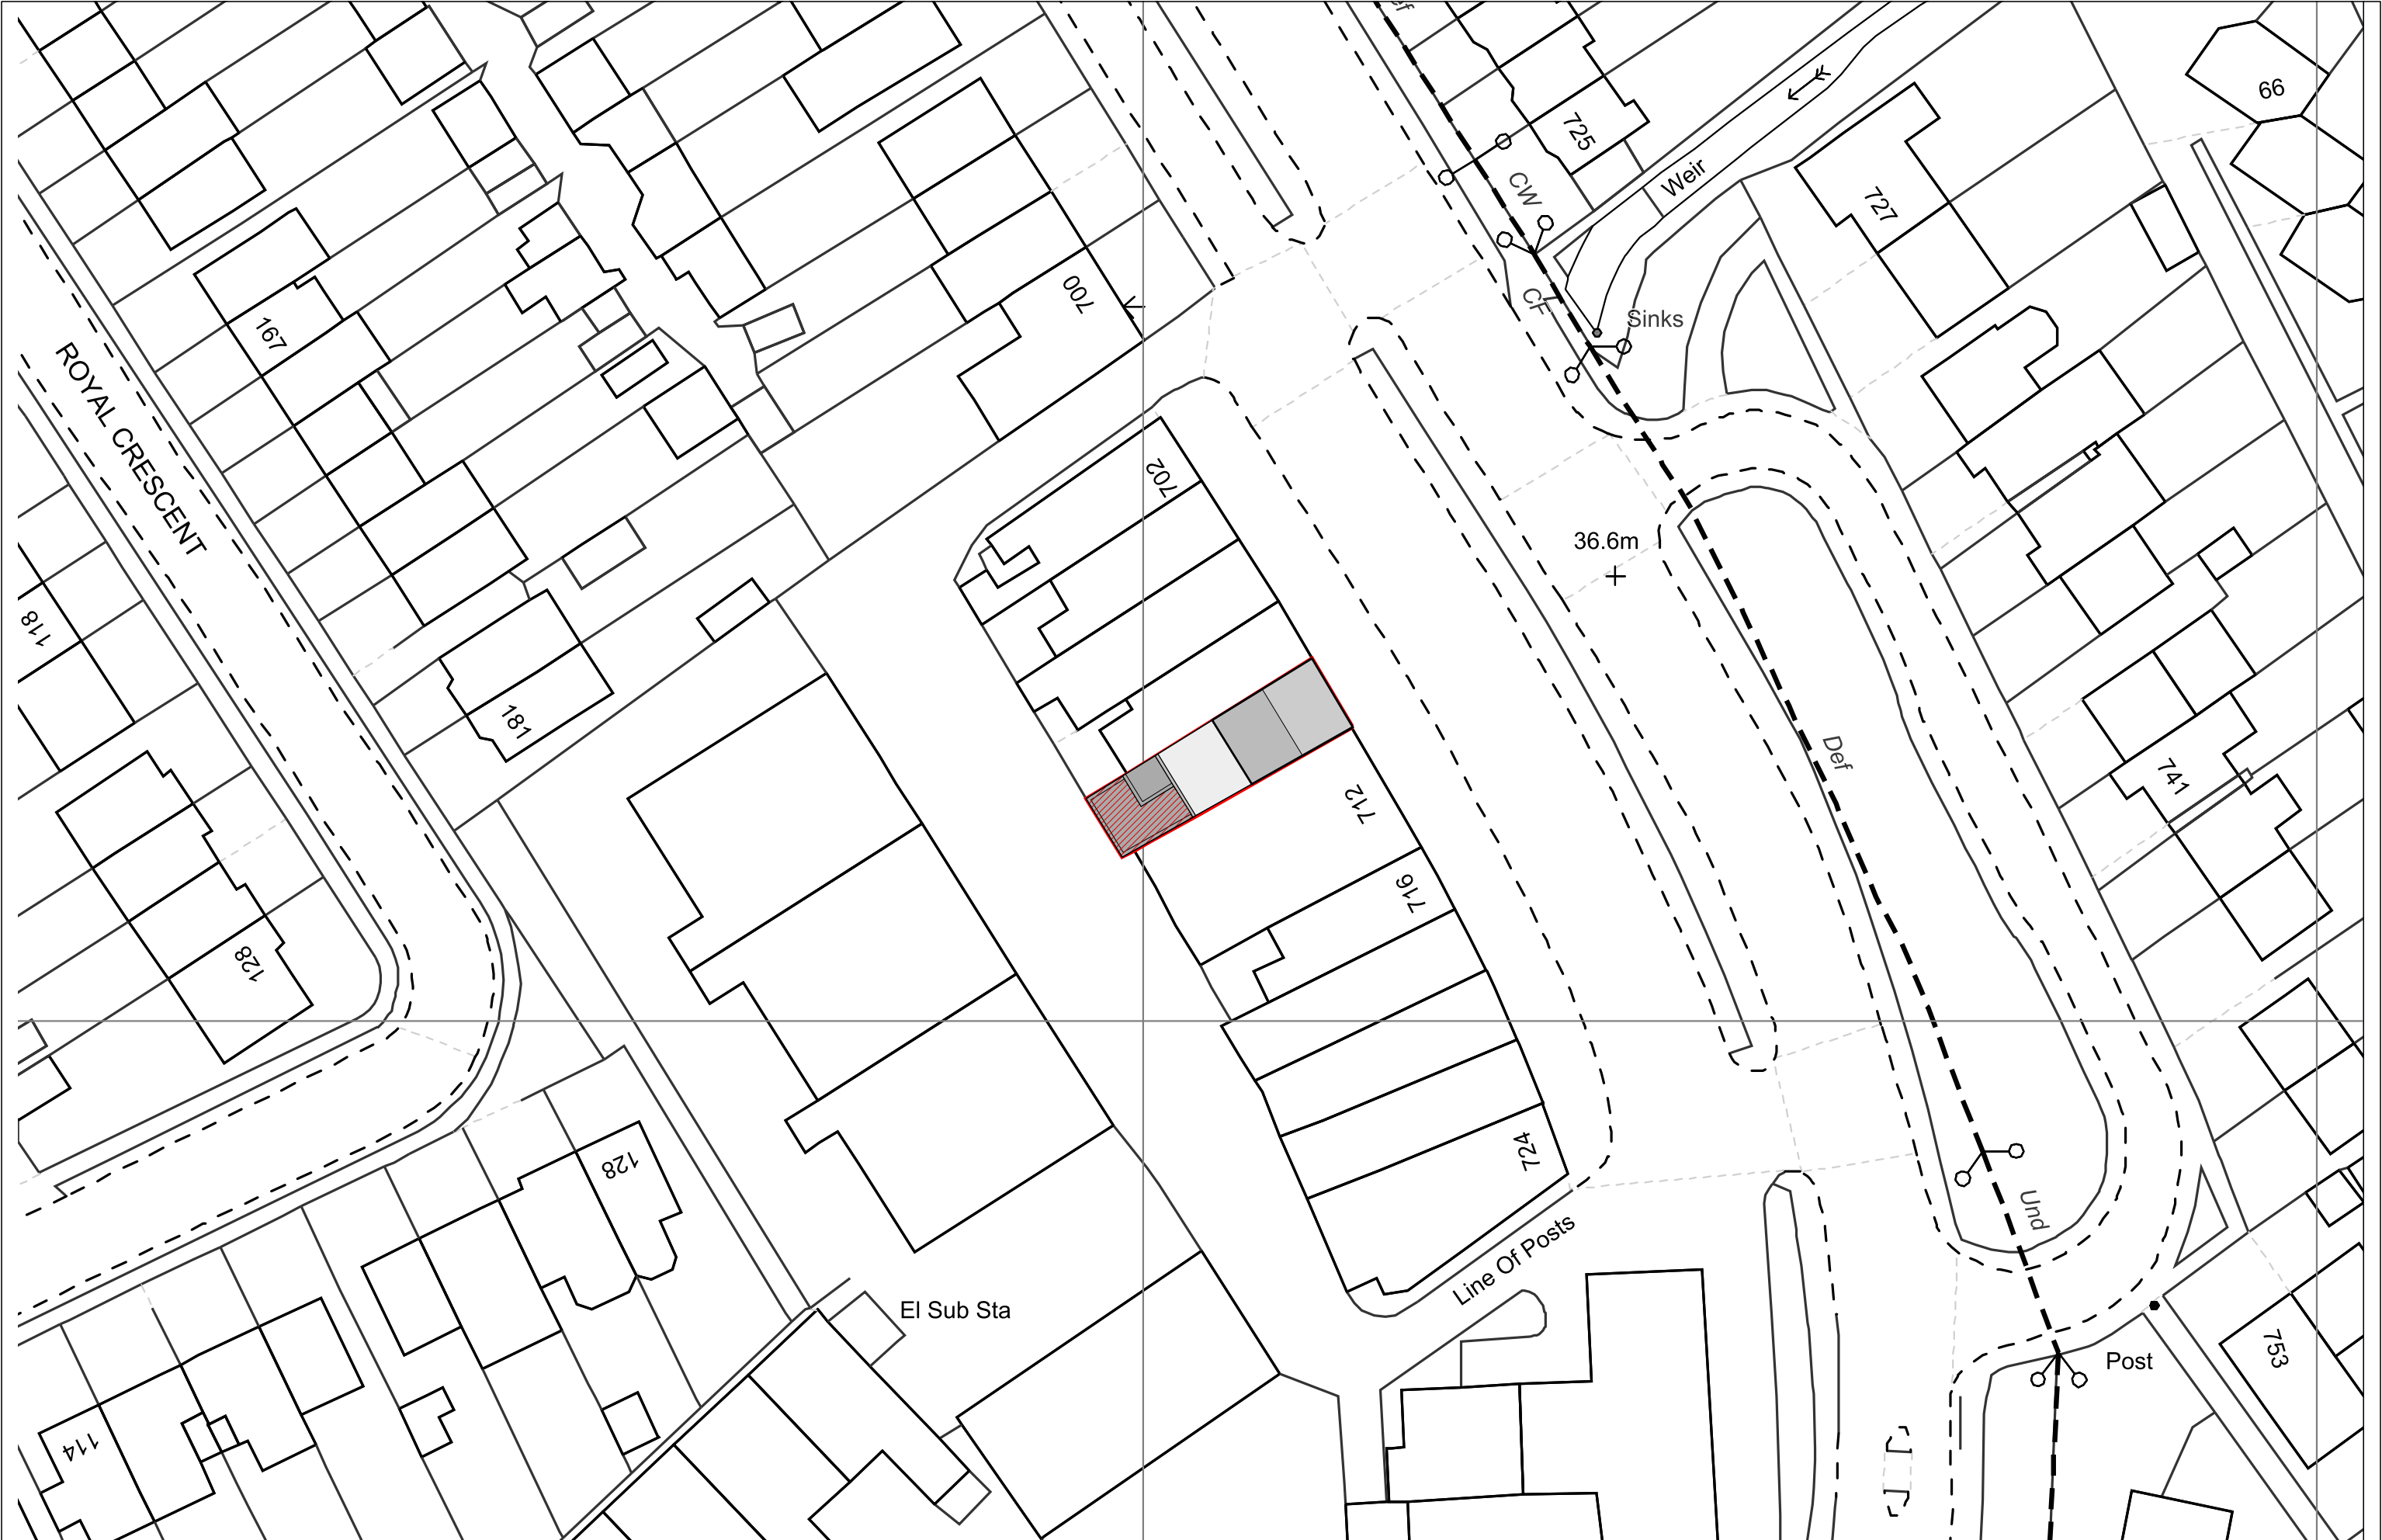 66
725
CW
Weir
727
700
CF
Sinks
167
ROYAL CRESCENT
702
36.6m
118
181
Def
741
712
716
128
724
128
Und
Line Of Posts
El Sub Sta
Post
753
114